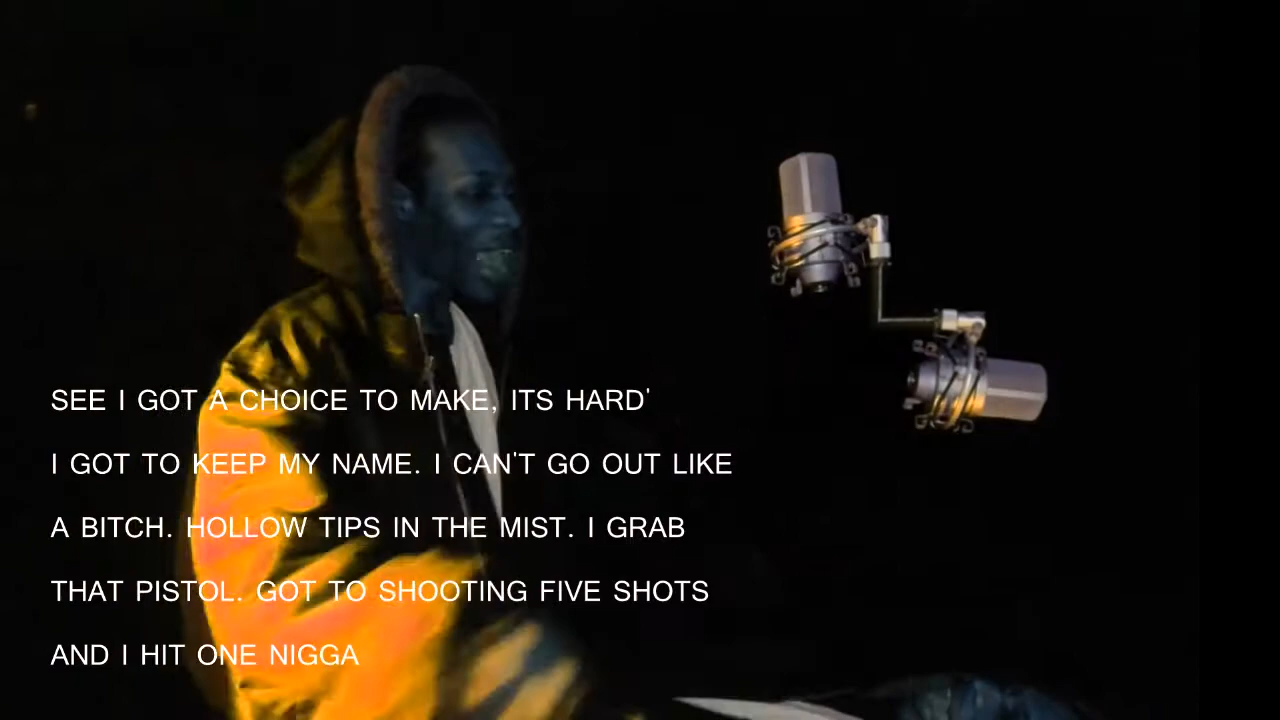 SEE I GOT A CHOICE TO MAKE, ITS HARD'
I GOT TO KEEP MY NAME. I CAN'T GO OUT LIKE
A BITCH. HOLLOW TIPS IN THE MIST. I GRAB
THAT PISTOL. GOT TO SHOOTING FIVE SHOTS
AND I HIT ONE NIGGA